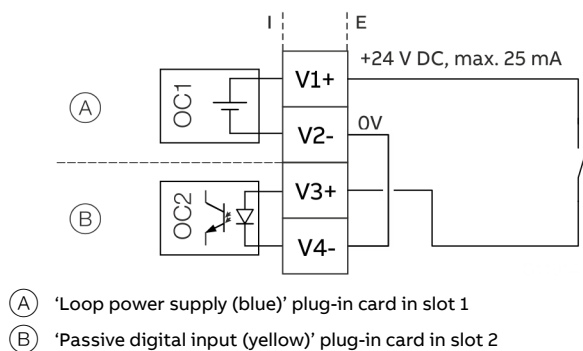 I E
+24 V DC, max. 25 mA
OC1
V1+
A
V2- 0V
OC2
V3+
B
V4-
A ‘Loop power supply (blue)’ plug-in card in slot 1
B ‘Passive digital input (yellow)’ plug-in card in slot 2